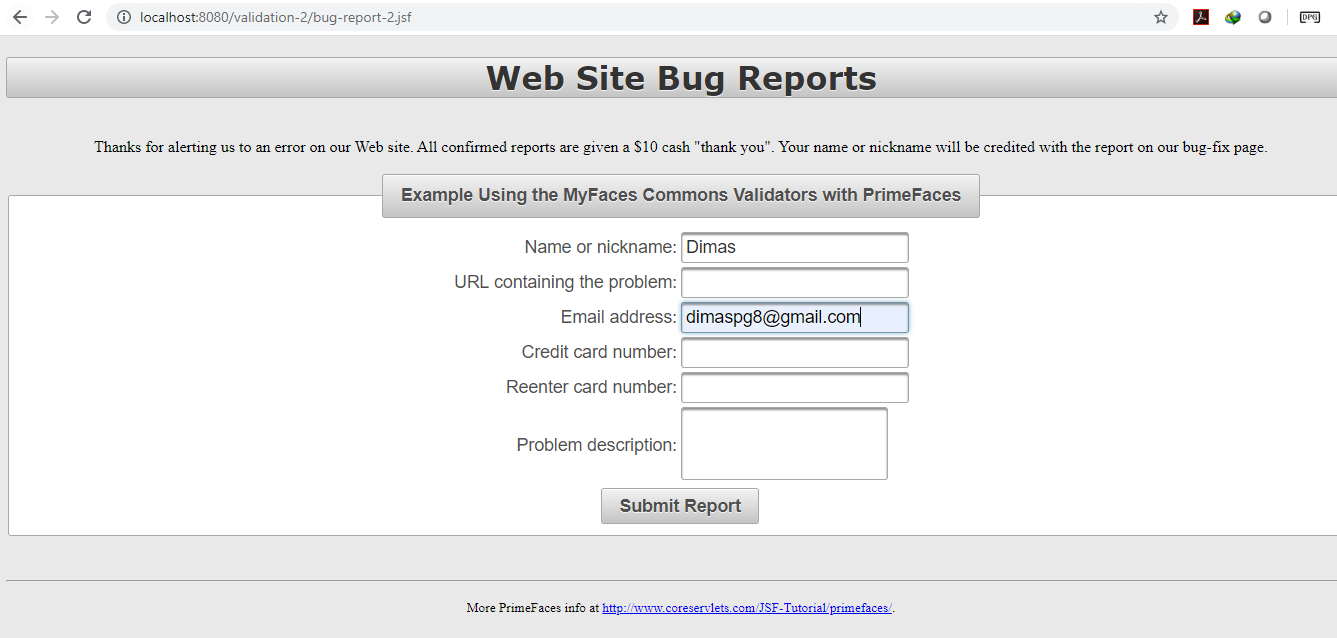 localhost:8080/validation-2/bug-report-2.jsf
DPG
Web Site Bug Reports
Thanks for alerting us to an error on our Web site. All confirmed reports are given a $10 cash "thank you". Your name or nickname will be credited with the report on our bug-fix page.
Example Using the MyFaces Commons Validators with PrimeFaces
Name or nickname: Dimas
URL containing the problem:
Email address: dimaspg8@gmail.com
Credit card number:
Reenter card number:
Problem description:
Submit Report
More PrimeFaces info at http://www.coreservlets.com/JSF-Tutorial/primefaces/.